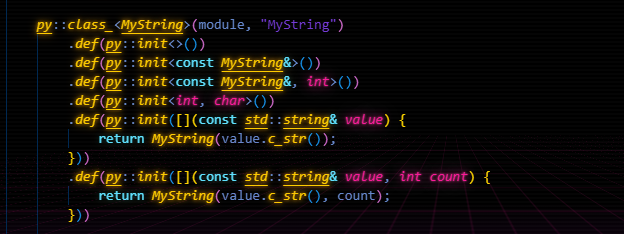 py::class_<MyString>(module, "MyString")
.def(py::init<>())
.def(py::init<const MyString&>())
.def(py::init<const MyString&, int>())
.def(py::init<int, char>())
.def(py::init([](const std::string& value) {
return MyString(value.c_str());
}))
.def(py::init([](const std::string& value, int count) {
return MyString(value.c_str(), count);
}))